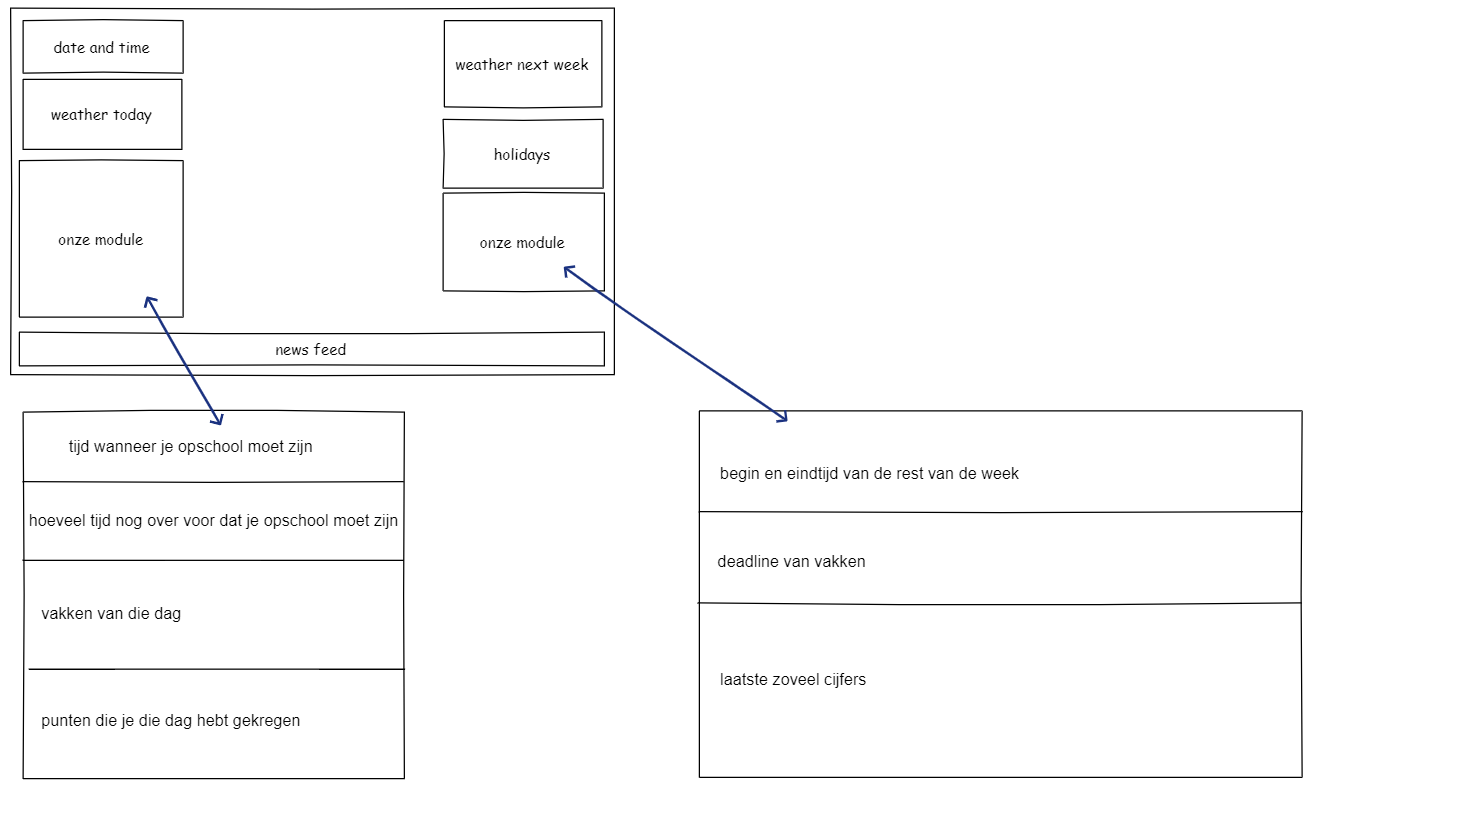 date and time
weather today
onze module
weather next week
holidays
onze module
news feed
tijd wanneer je opschool moet zijn
hoeveel tijd nog over voor dat je opschool moet zijn
vakken van die dag
punten die je die dag hebt gekregen
begin en eindtijd van de rest van de week
deadline van vakken
laatste zoveel cijfers